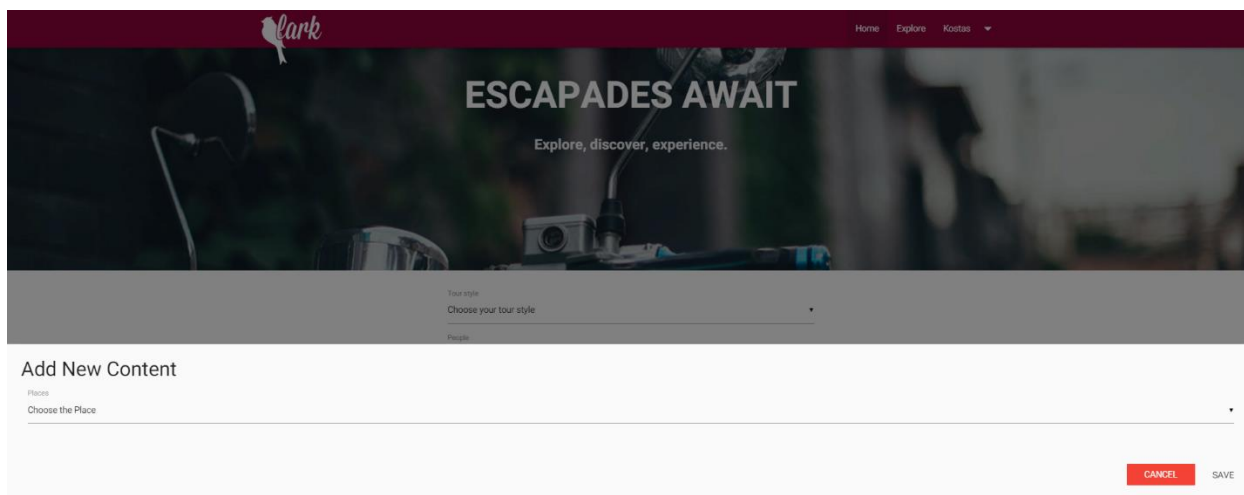 lark
Home Explore Kostas
ESCAPADES AWAIT
Explore, discover, experience.
Tour style
Choose your tour style
People
Add New Content
Places
Choose the Place
CANCEL SAVE